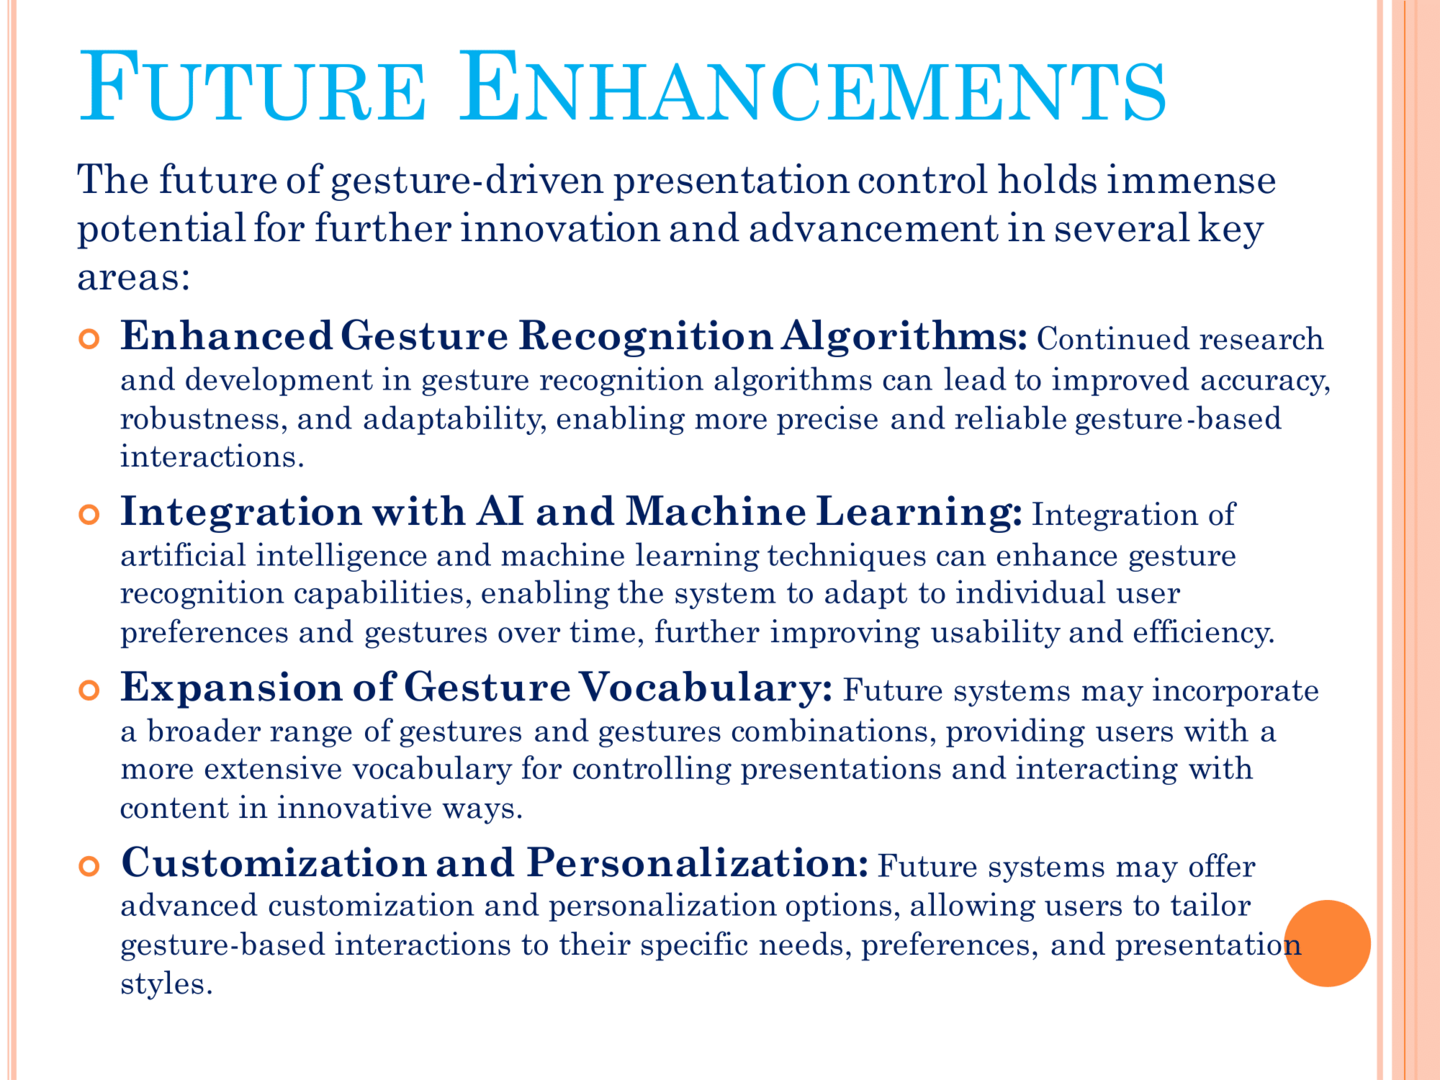 FUTURE ENHANCEMENTS
The future of gesture-driven presentation control holds immense
potential for further innovation and advancement in several key
areas:
Enhanced Gesture Recognition Algorithms: Continued research
and development in gesture recognition algorithms can lead to improved accuracy,
robustness, and adaptability, enabling more precise and reliable gesture-based
interactions.
Integration with AI and Machine Learning: Integration of
artificial intelligence and machine learning techniques can enhance gesture
recognition capabilities, enabling the system to adapt to individual user
preferences and gestures over time, further improving usability and efficiency.
Expansion of Gesture Vocabulary: Future systems may incorporate
a broader range of gestures and gestures combinations, providing users with a
more extensive vocabulary for controlling presentations and interacting with
content in innovative ways.
Customization and Personalization: Future systems may offer
advanced customization and personalization options, allowing users to tailor
gesture-based interactions to their specific needs, preferences, and presentation
styles.